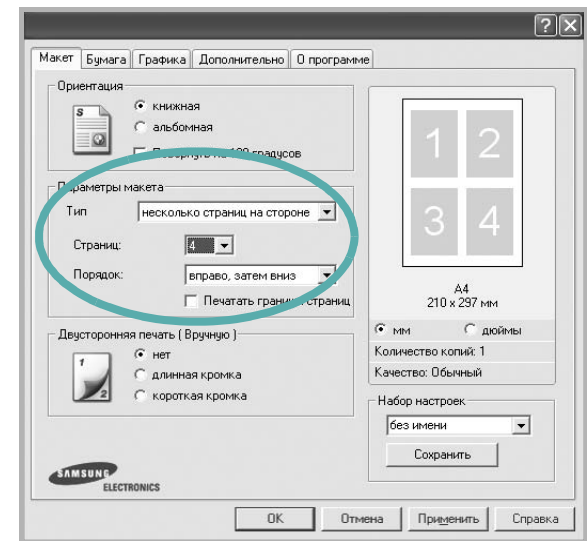 Макет Бумага Графика Дополнительно О программе
Ориентация
книжная
альбомная
Повернуть на 180 градусов
Параметры макета
Тип несколько страниц на стороне
Страниц: 4
Порядок: вправо, затем вниз
Печатать границы страниц
Двусторонняя печать ( Вручную )
нет
длинная кромка
короткая кромка
1 2
3 4
A4
210 x 297 мм
мм дюймы
Количество копий: 1
Качество: Обычный
Набор настроек
без имени
Сохранить
SAMSUNG
ELECTRONICS
OK Отмена Применить Справка